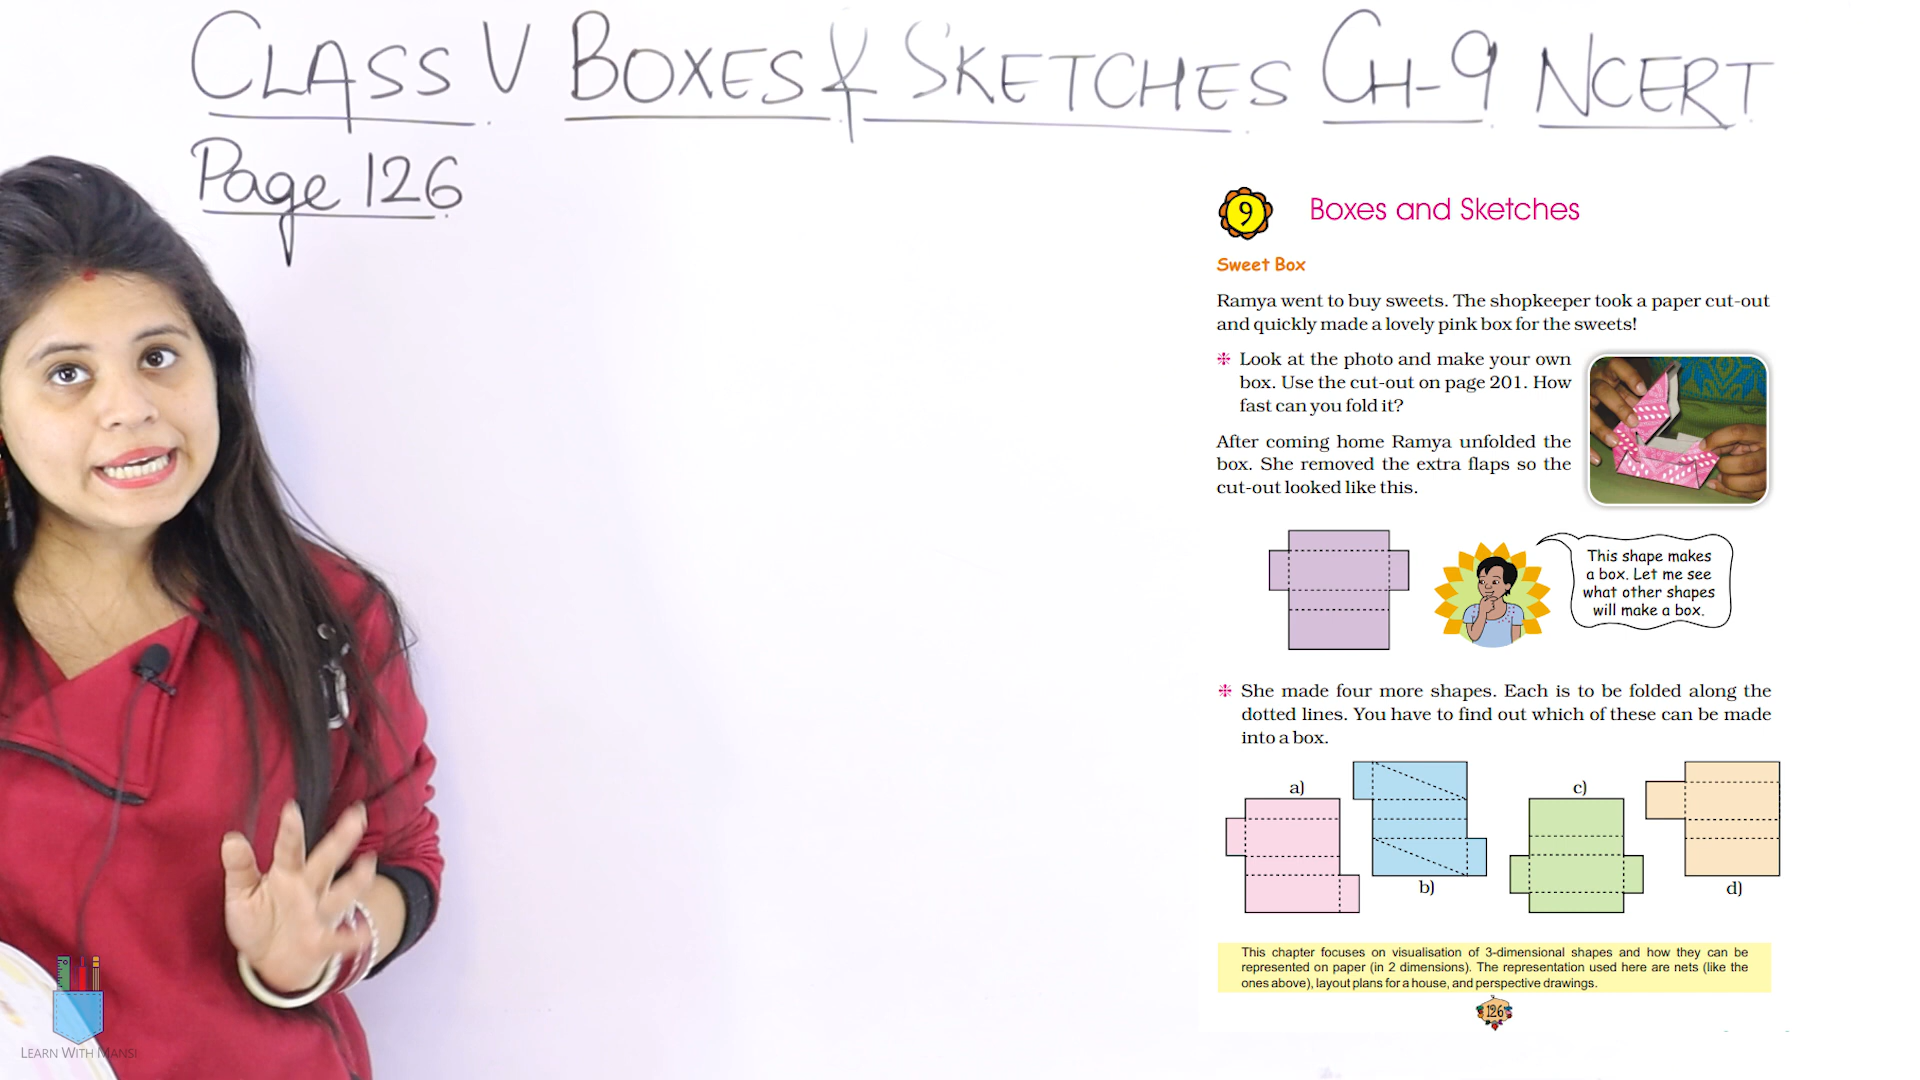 CLASS V BOXES & SKETCHES CH-9 NCERT
Page 126
9 Boxes and Sketches
Sweet Box
Ramya went to buy sweets. The shopkeeper took a paper cut-out
and quickly made a lovely pink box for the sweets!
❉ Look at the photo and make your own
box. Use the cut-out on page 201. How
fast can you fold it?
After coming home Ramya unfolded the
box. She removed the extra flaps so the
cut-out looked like this.
This shape makes
a box. Let me see
what other shapes
will make a box.
❉ She made four more shapes. Each is to be folded along the
dotted lines. You have to find out which of these can be made
into a box.
a)
b)
c)
d)
This chapter focuses on visualisation of 3-dimensional shapes and how they can be
represented on paper (in 2 dimensions). The representation used here are nets (like the
ones above), layout plans for a house, and perspective drawings.
126
LEARN WITH MANSI